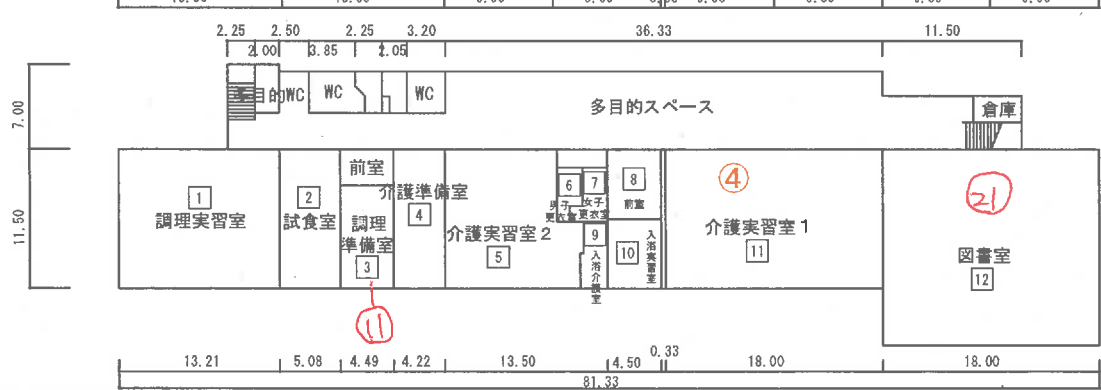 2.25 2.50 2.25 3.20 36.33 11.50
2.00 3.85 2.05
7.00
多目的WC
WC
WC
多目的スペース
倉庫
11.50
1
調理実習室
2
試食室
前室
調理
準備室
3
⑪
介護準備室
4
介護実習室2
5
6
男子
更衣室
7
女子
更衣室
8
前室
9
入浴介護室
10
入浴実習室
④
介護実習室1
11
21
図書室
12
13.21 5.08 4.49 4.22 13.50 4.50 0.33 18.00 18.00
81.33